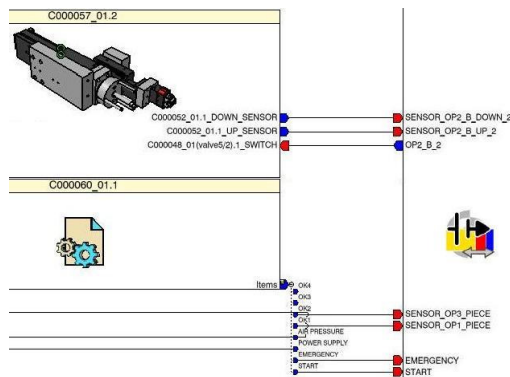 C000057_01.2
C000052_01.1_DOWN_SENSOR
SENSOR_OP2_B_DOWN_2
C000052_01.1_UP_SENSOR
SENSOR_OP2_B_UP_2
C000048_01(valve5/2).1_SWITCH
OP2_B_2
C000060_01.1
Items
OK4
OK3
OK2
SENSOR_OP3_PIECE
OK1
SENSOR_OP1_PIECE
AIR PRESSURE
POWER SUPPLY
EMERGENCY
EMERGENCY
START
START